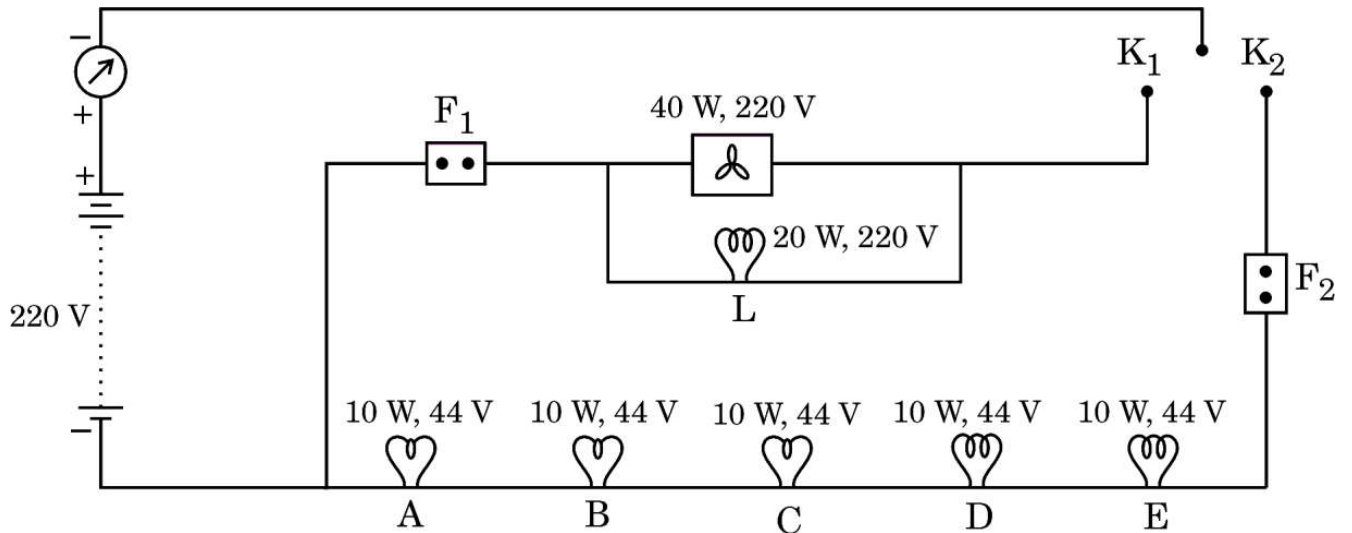 −
K₁
K₂
+
F₁
40 W, 220 V
+
20 W, 220 V
F₂
220 V
L
−
10 W, 44 V
10 W, 44 V
10 W, 44 V
10 W, 44 V
10 W, 44 V
A
B
C
D
E